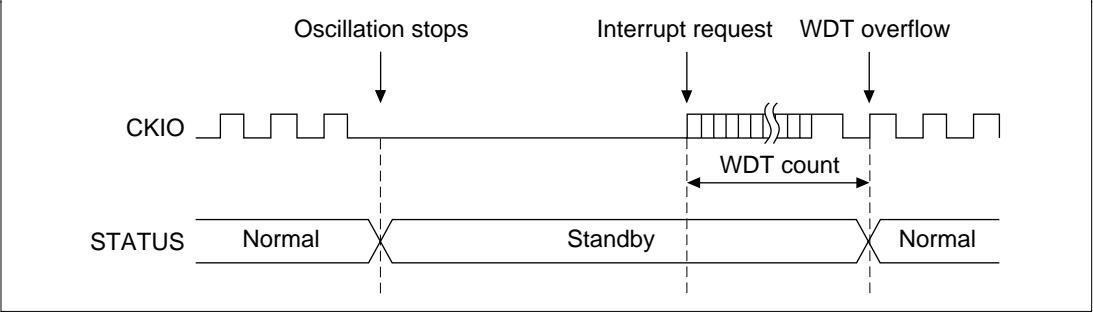 Oscillation stops Interrupt request WDT overflow
CKIO
WDT count
STATUS Normal Standby Normal